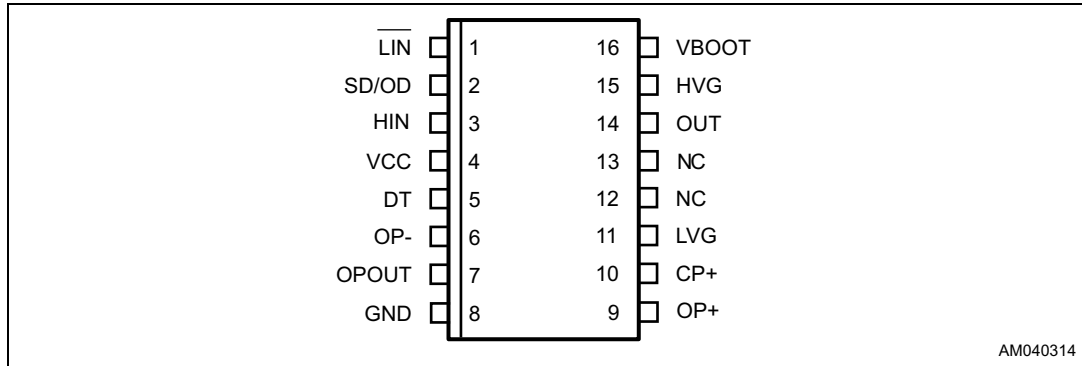 LIN 1 16 VBOOT
SD/OD 2 15 HVG
HIN 3 14 OUT
VCC 4 13 NC
DT 5 12 NC
OP- 6 11 LVG
OPOUT 7 10 CP+
GND 8 9 OP+
AM040314